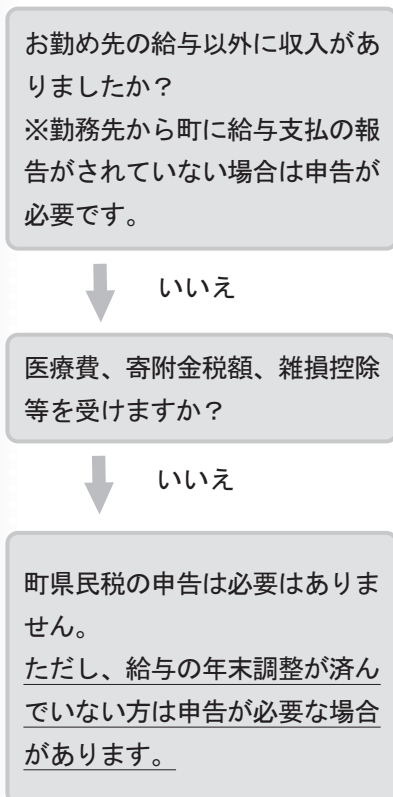 お勤め先の給与以外に収入があ
りましたか？
※勤務先から町に給与支払の報
告がされていない場合は申告が
必要です。
いいえ
医療費、寄附金税額、雑損控除
等を受けますか？
いいえ
町県民税の申告は必要はありま
せん。
ただし、給与の年末調整が済ん
でいない方は申告が必要な場合
があります。